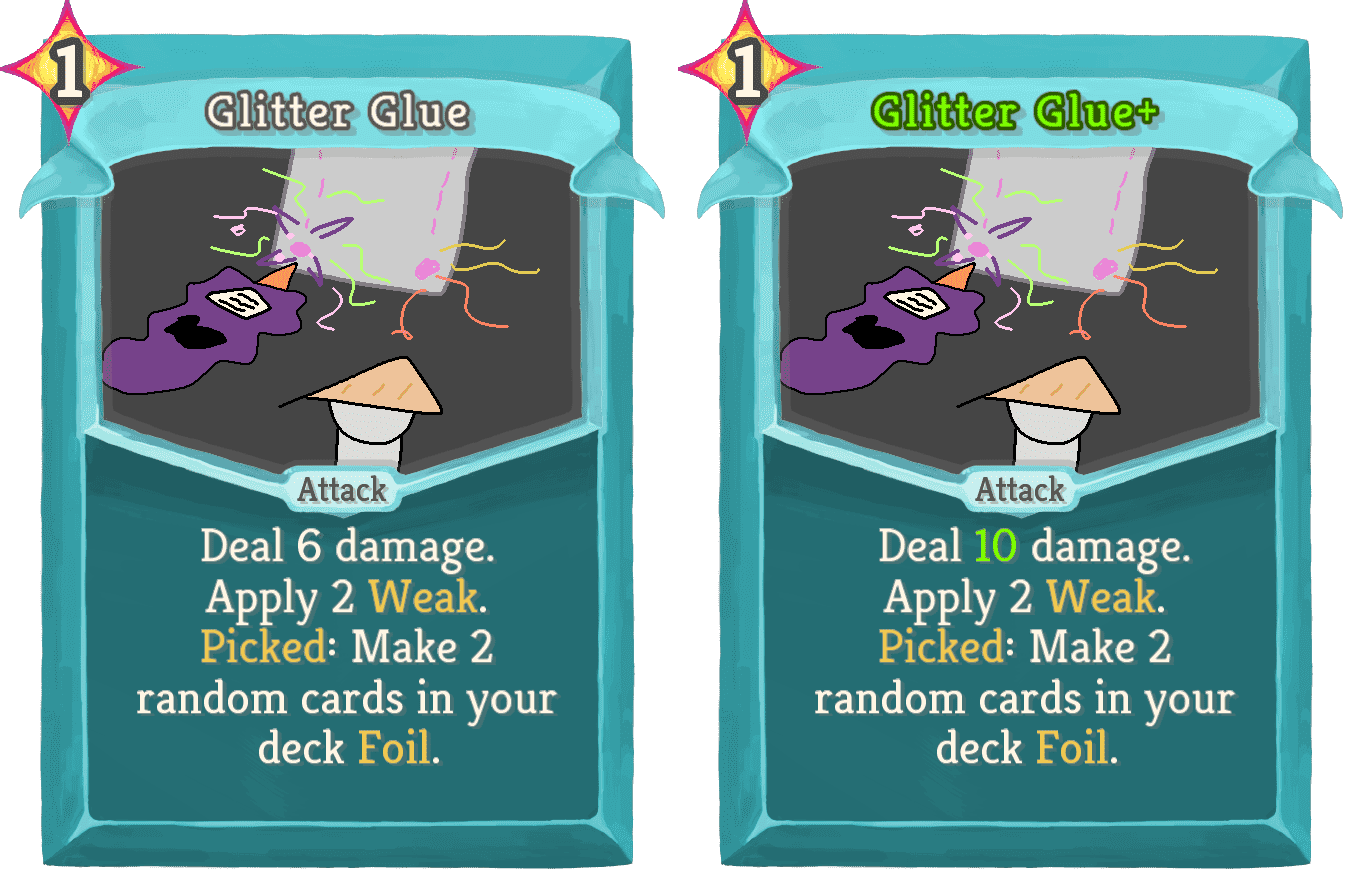 1
Glitter Glue
Attack
Deal 6 damage.
Apply 2 Weak.
Picked: Make 2
random cards in your
deck Foil.
1
Glitter Glue+
Attack
Deal 10 damage.
Apply 2 Weak.
Picked: Make 2
random cards in your
deck Foil.